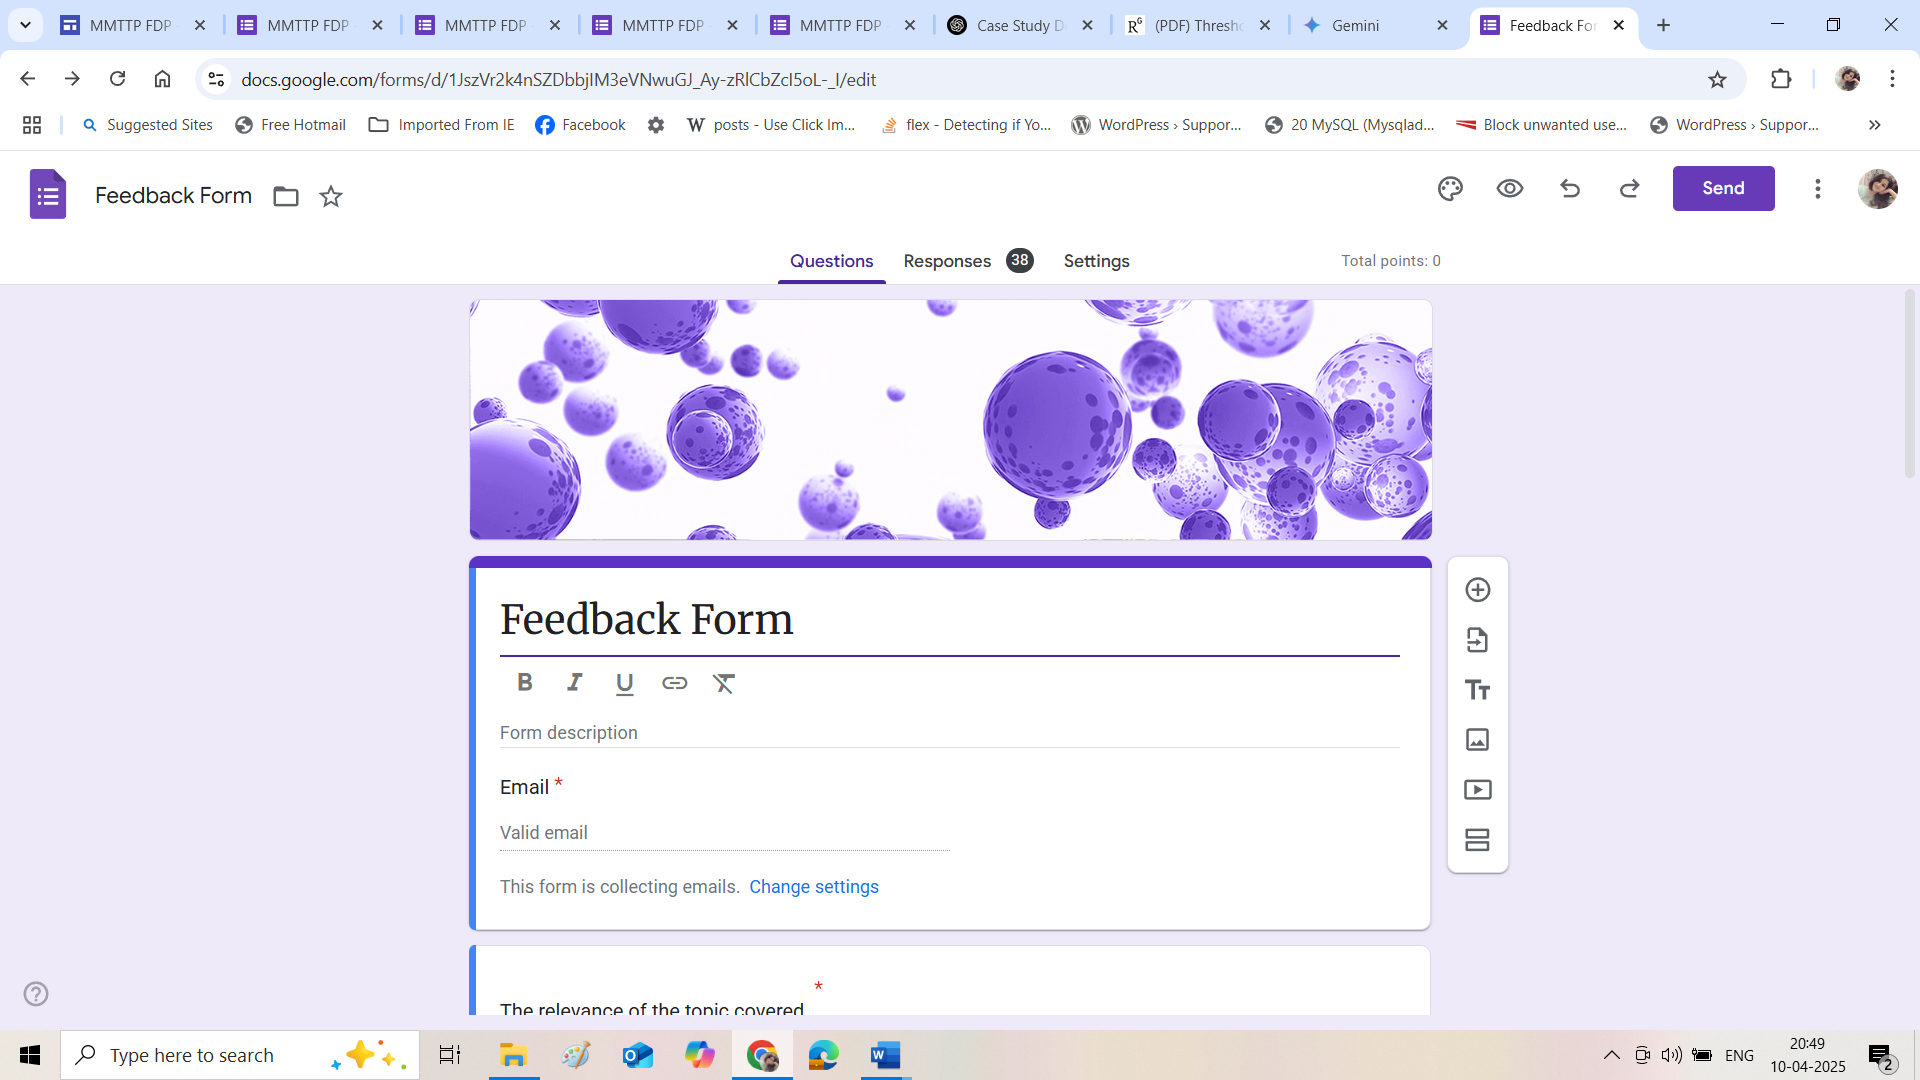 MMTTP FDP
MMTTP FDP
MMTTP FDP
MMTTP FDP
MMTTP FDP
Case Study D
(PDF) Thresho
Gemini
Feedback For
docs.google.com/forms/d/1JszVr2k4nSZDbbjIM3eVNwuGJ_Ay-zRlCbZcI5oL-_I/edit
Suggested Sites
Free Hotmail
Imported From IE
Facebook
posts - Use Click Im...
flex - Detecting if Yo...
WordPress › Suppor...
20 MySQL (Mysqlad...
Block unwanted use...
WordPress › Suppor...
Feedback Form
Send
Questions
Responses 38
Settings
Total points: 0
Feedback Form
B I U
Form description
Email *
Valid email
This form is collecting emails. Change settings
The relevance of the topic covered *
Type here to search
ENG
20:49
10-04-2025
2